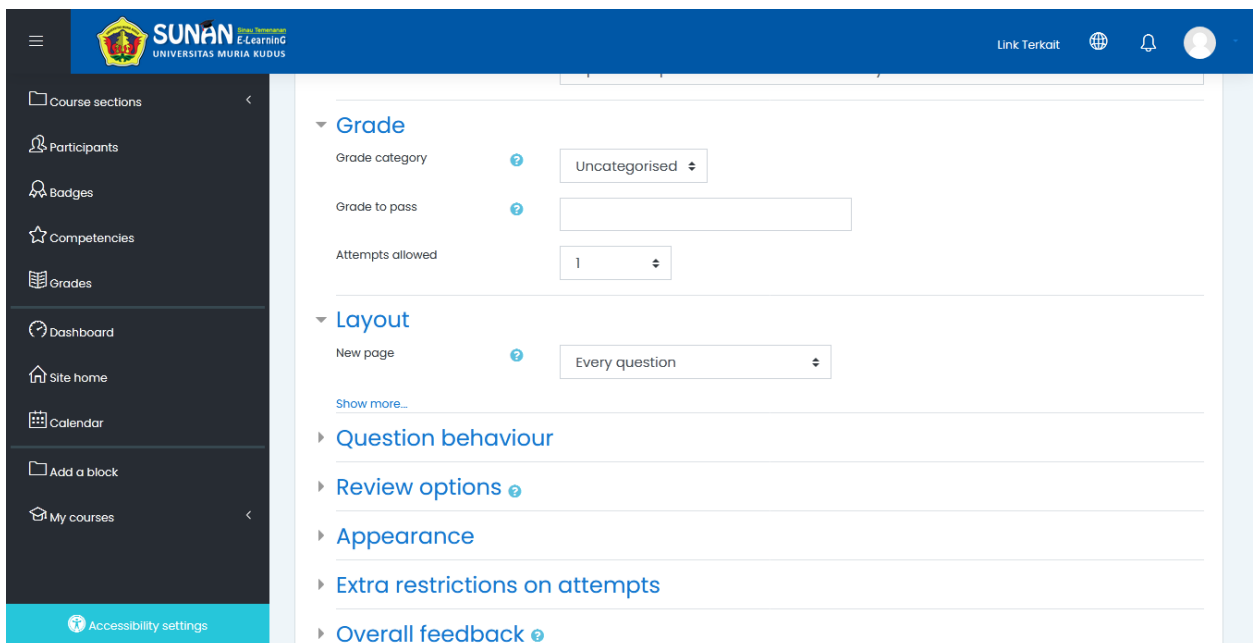 SUNAN Sinau Temenanan E-LearninG
UNIVERSITAS MURIA KUDUS
Link Terkait
Course sections
Participants
Badges
Competencies
Grades
Dashboard
Site home
Calendar
Add a block
My courses
Accessibility settings
Grade
Grade category
Uncategorised
Grade to pass
Attempts allowed
1
Layout
New page
Every question
Show more...
Question behaviour
Review options
Appearance
Extra restrictions on attempts
Overall feedback